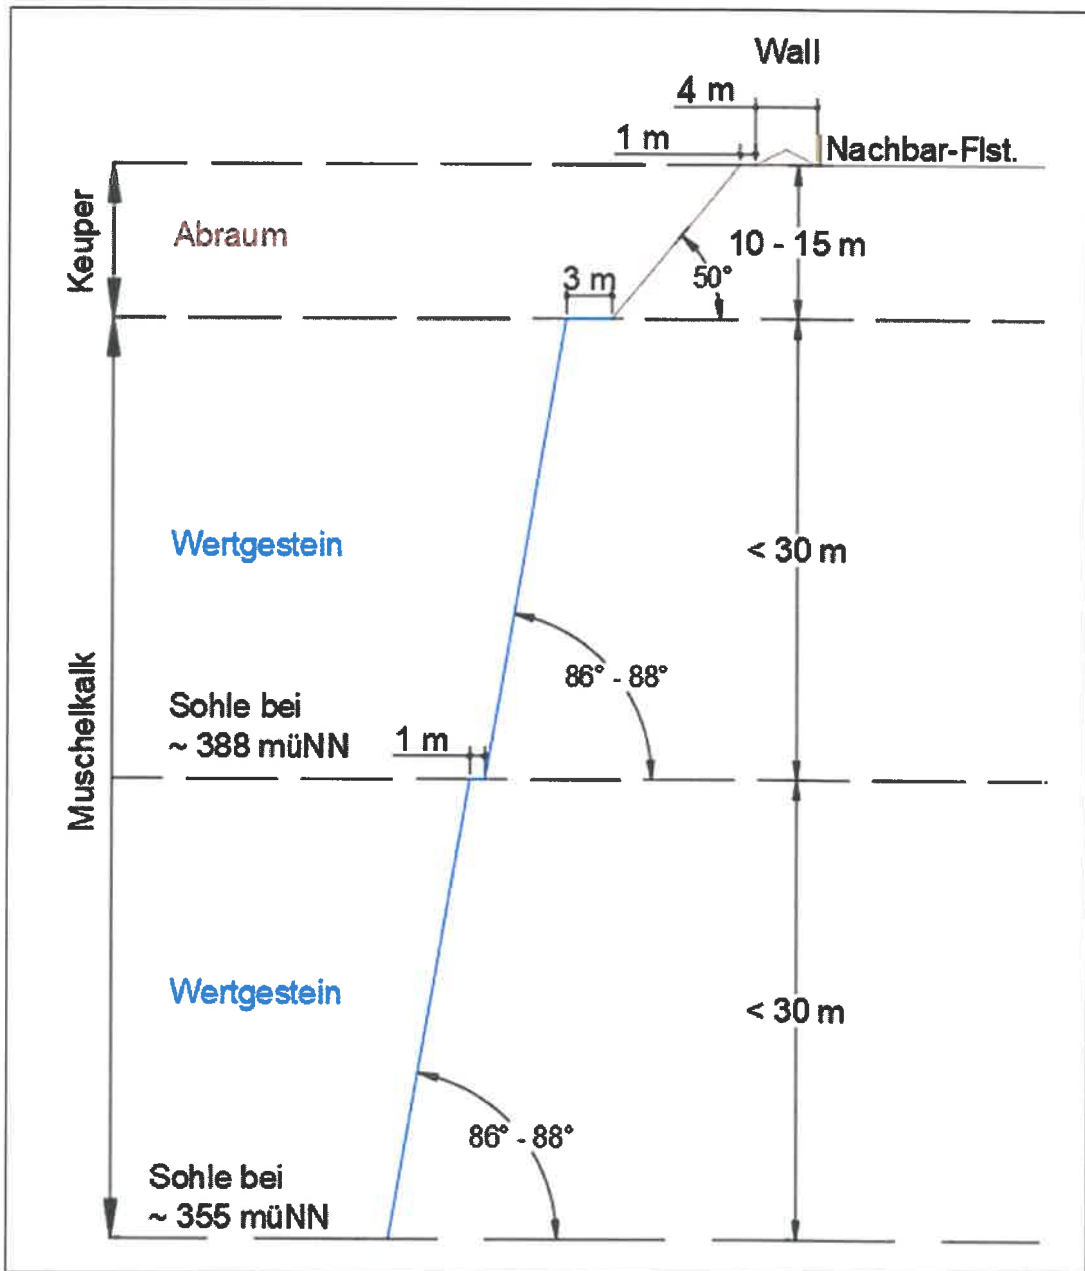 Wall
4 m
1 m
Nachbar-Flst.
Keuper
Abraum
10 - 15 m
50°
3 m
Wertgestein
< 30 m
86° - 88°
Muschelkalk
Sohle bei
~ 388 müNN
1 m
Wertgestein
< 30 m
86° - 88°
Sohle bei
~ 355 müNN